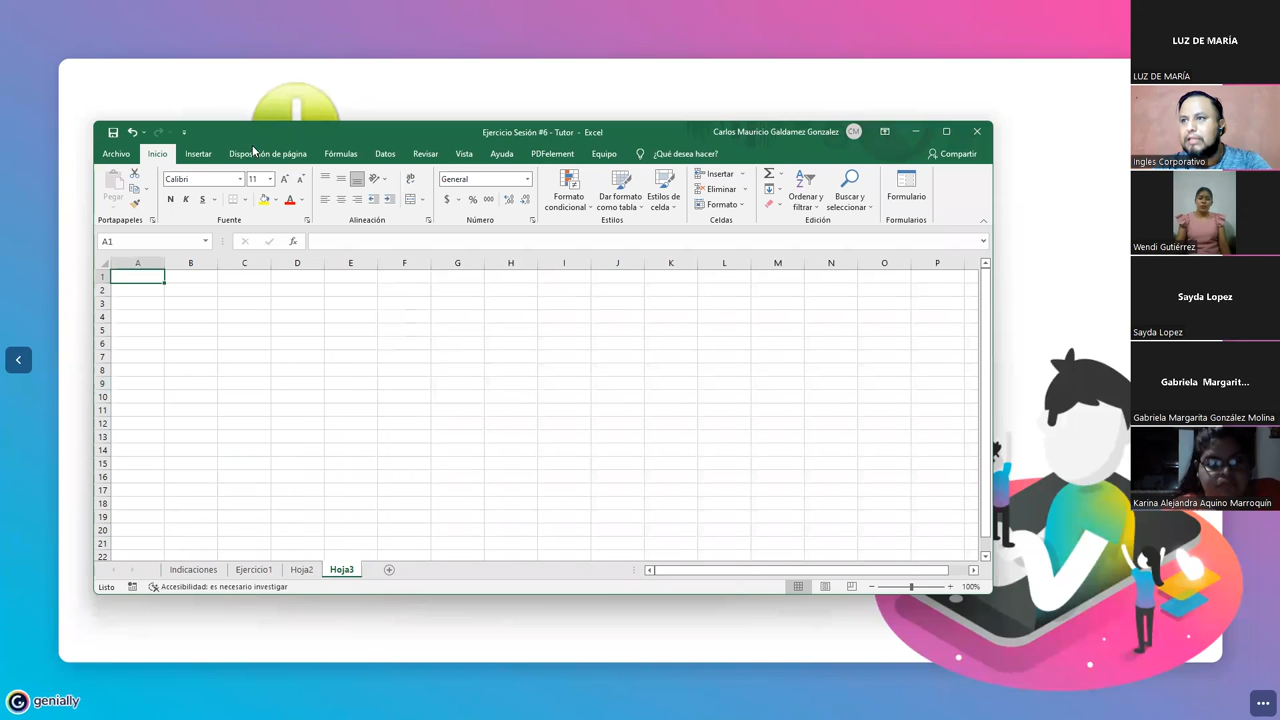 Ejercicio Sesión #6 - Tutor - Excel
Carlos Mauricio Galdamez Gonzalez
CM
Archivo Inicio Insertar Disposición de página Fórmulas Datos Revisar Vista Ayuda PDFelement Equipo ¿Qué desea hacer? Compartir
Pegar
Calibri 11
N K S
General
$ % 000
Formato condicional
Dar formato como tabla
Estilos de celda
Insertar
Eliminar
Formato
Ordenar y filtrar
Buscar y seleccionar
Formulario
Portapapeles Fuente Alineación Número Estilos Celdas Edición Formularios
A1 fx
A B C D E F G H I J K L M N O P
1
2
3
4
5
6
7
8
9
10
11
12
13
14
15
16
17
18
19
20
21
22
Indicaciones Ejercicio1 Hoja2 Hoja3
Listo Accesibilidad: es necesario investigar 100%
genially
LUZ DE MARÍA
LUZ DE MARÍA
Ingles Corporativo
Wendi Gutiérrez
Sayda Lopez
Sayda Lopez
Gabriela Margarit...
Gabriela Margarita González Molina
Karina Alejandra Aquino Marroquín